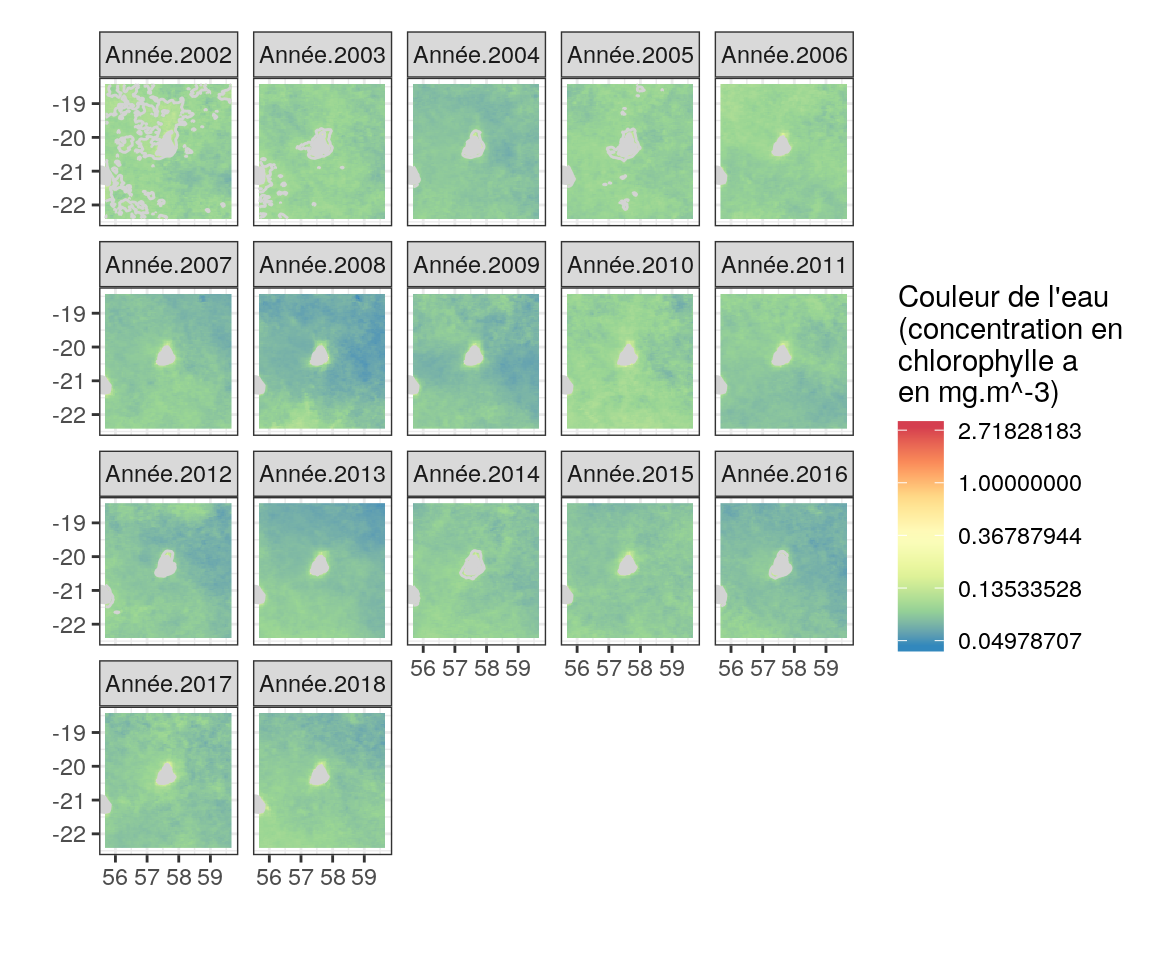 Année.2002 Année.2003 Année.2004 Année.2005 Année.2006
-19
-20
-21
-22
Année.2007 Année.2008 Année.2009 Année.2010 Année.2011
-19
-20
-21
-22
Année.2012 Année.2013 Année.2014 Année.2015 Année.2016
-19
-20
-21
-22
56 57 58 59 56 57 58 59 56 57 58 59
Année.2017 Année.2018
-19
-20
-21
-22
56 57 58 59 56 57 58 59
Couleur de l'eau
(concentration en
chlorophylle a
en mg.m^-3)
2.71828183
1.00000000
0.36787944
0.13533528
0.04978707